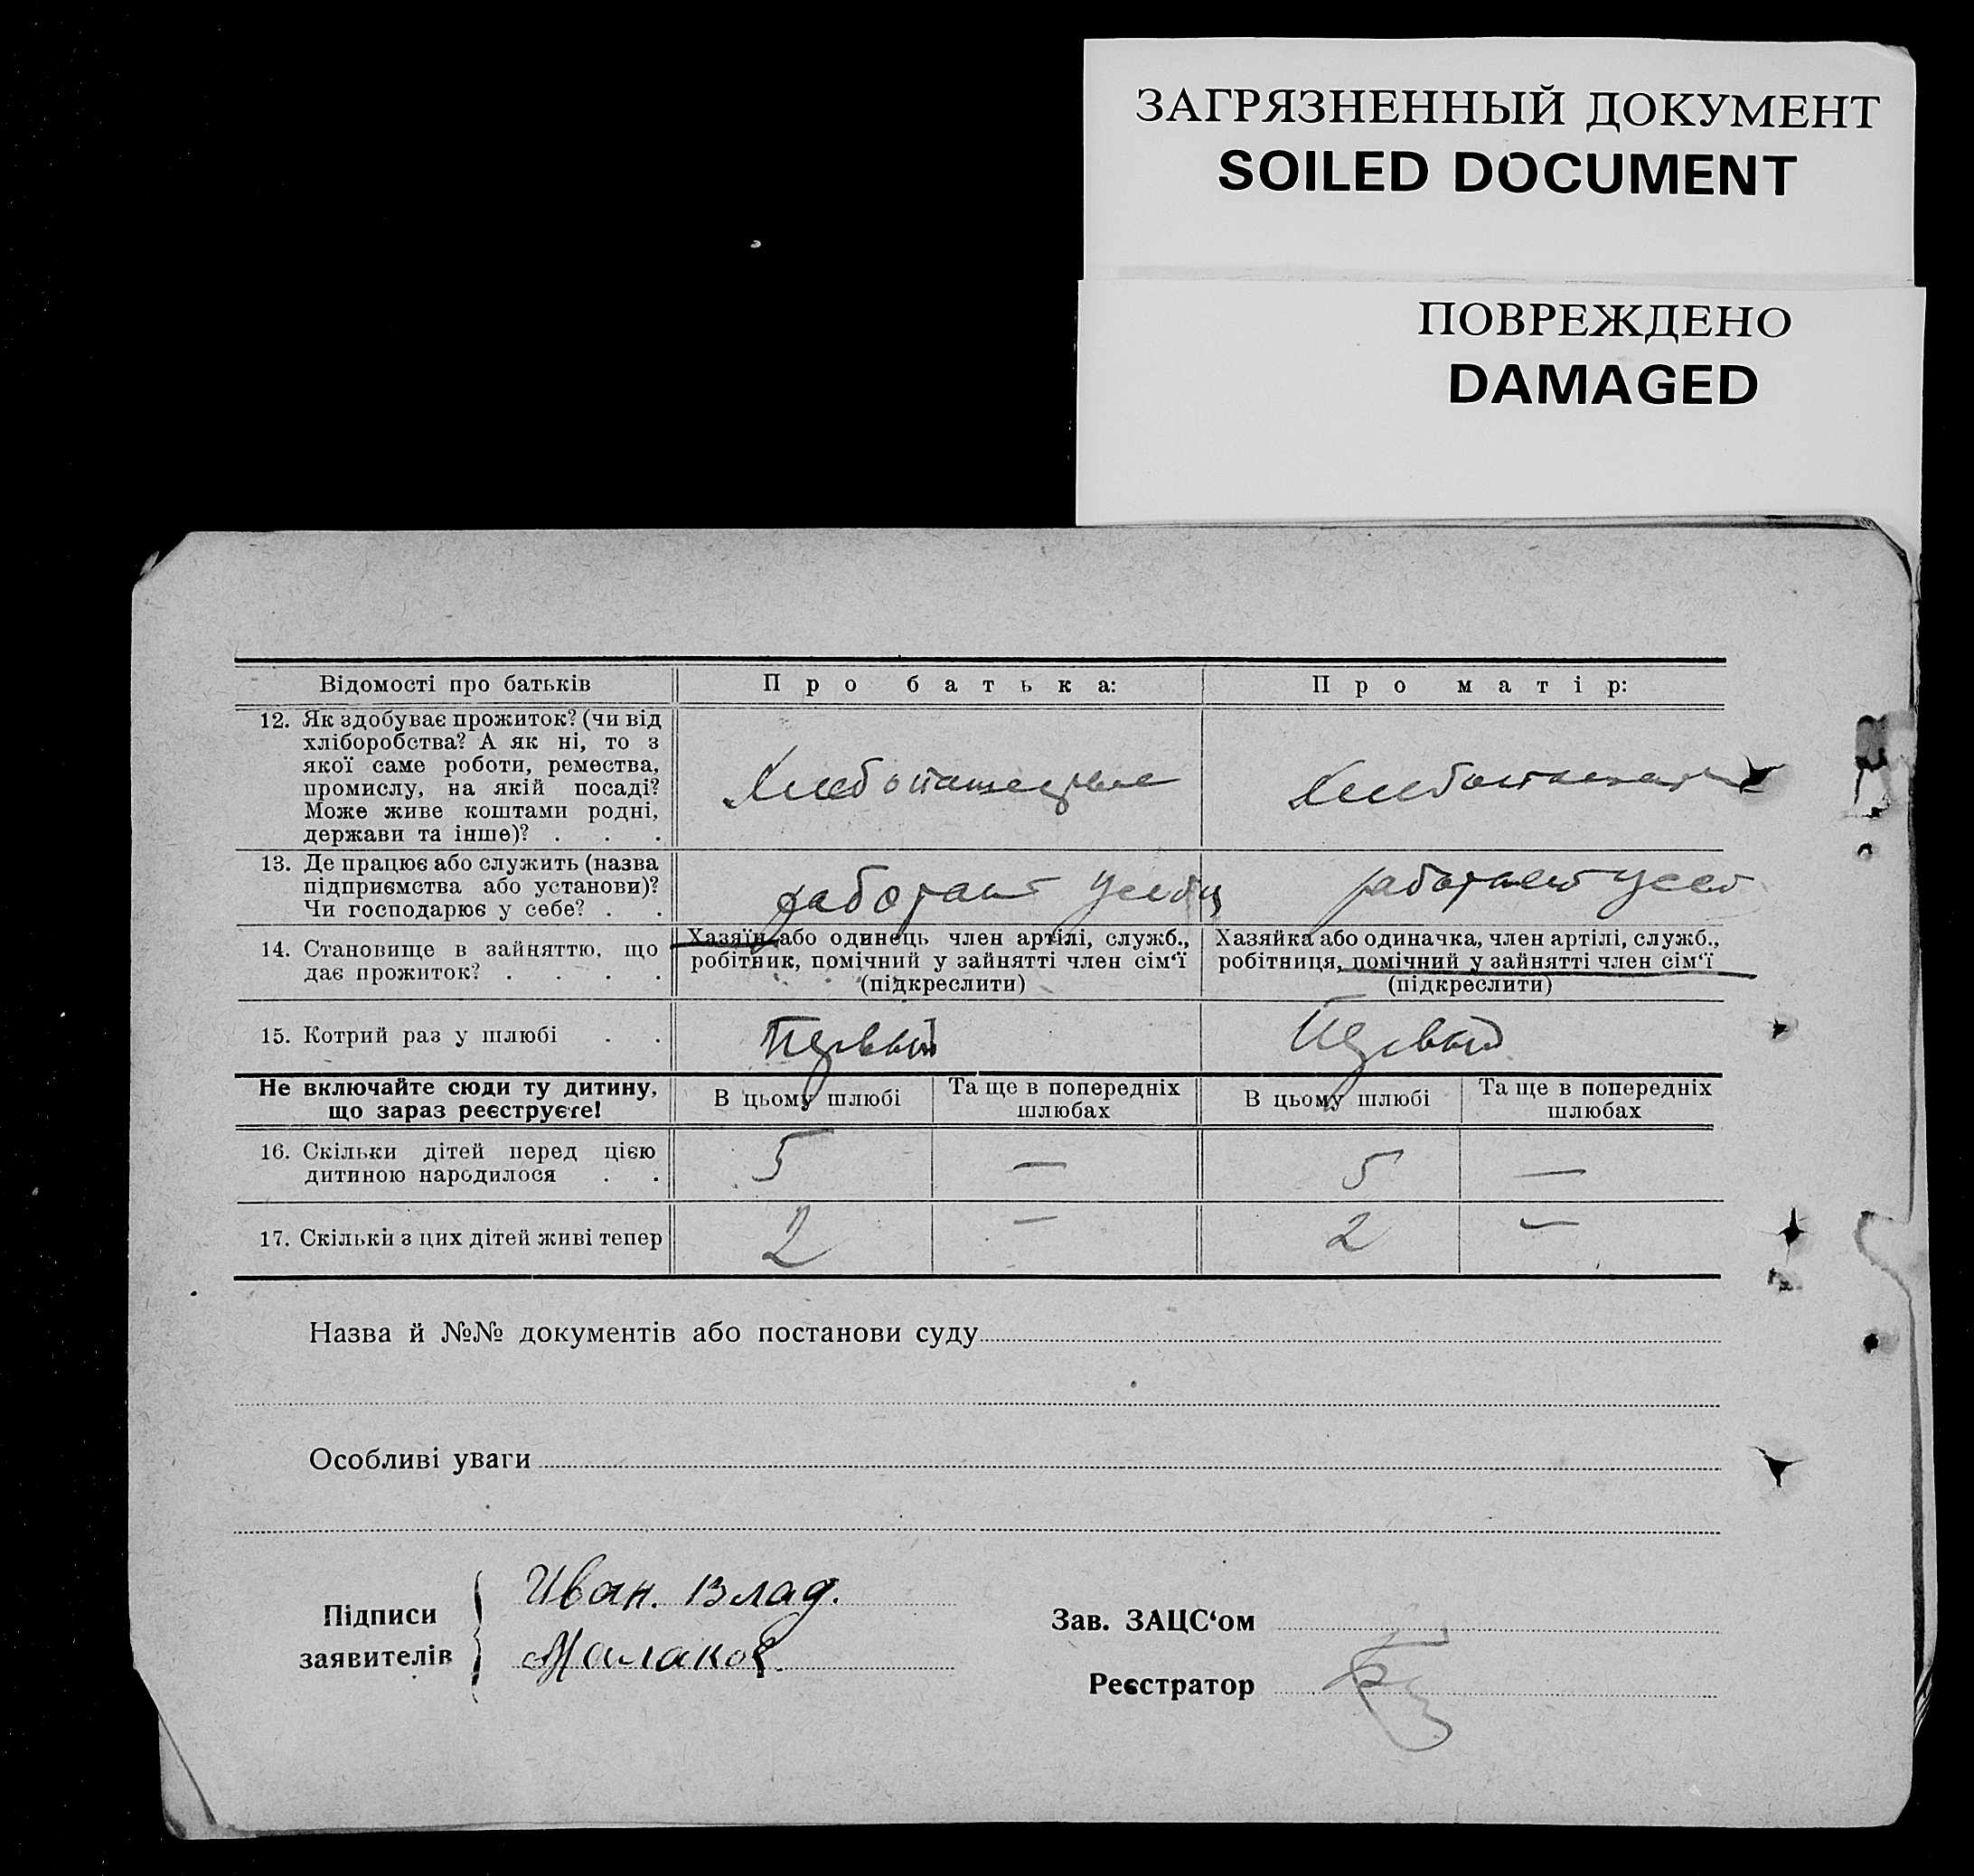 ЗАГРЯЗНЕННЫЙ ДОКУМЕНТ
SOILED DOCUMENT
ПОВРЕЖДЕНО
DAMAGED
Відомості про батьків
Про батька:
Про матір:
12. Як здобуває прожиток? (чи від
хліборобства? А як ні, то з
якої саме роботи, ремества,
промислу, на якій посаді?
Може живе коштами родні,
держави та інше)? . . .
Хлебопашество
13. Де працює або служить (назва
підприємства або установи)?
Чи господарює у себе? . .
работает у себя
работает у себ
14. Становище в зайняттю, що
дає прожиток? . . . .
Хазяїн або одинець член артілі, служб.,
робітник, помічний у зайнятті член сім‘ї
(підкреслити)
Хазяйка або одиначка, член артілі, служб.,
робітниця, помічний у зайнятті член сім‘ї
(підкреслити)
15. Котрий раз у шлюбі . .
Первый
Первый
Не включайте сюди ту дитину,
що зараз реєструєте!
В цьому шлюбі
Та ще в попередніх
шлюбах
В цьому шлюбі
Та ще в попередніх
шлюбах
16. Скільки дітей перед цією
дитиною народилося . .
5 — 5 —
17. Скільки з цих дітей живі тепер
2 — 2 —
Назва й №№ документів або постанови суду
Особливі уваги
Підписи
заявителів
Иван. Влад.
Малаков
Зав. ЗАЦС‘ом
Реєстратор